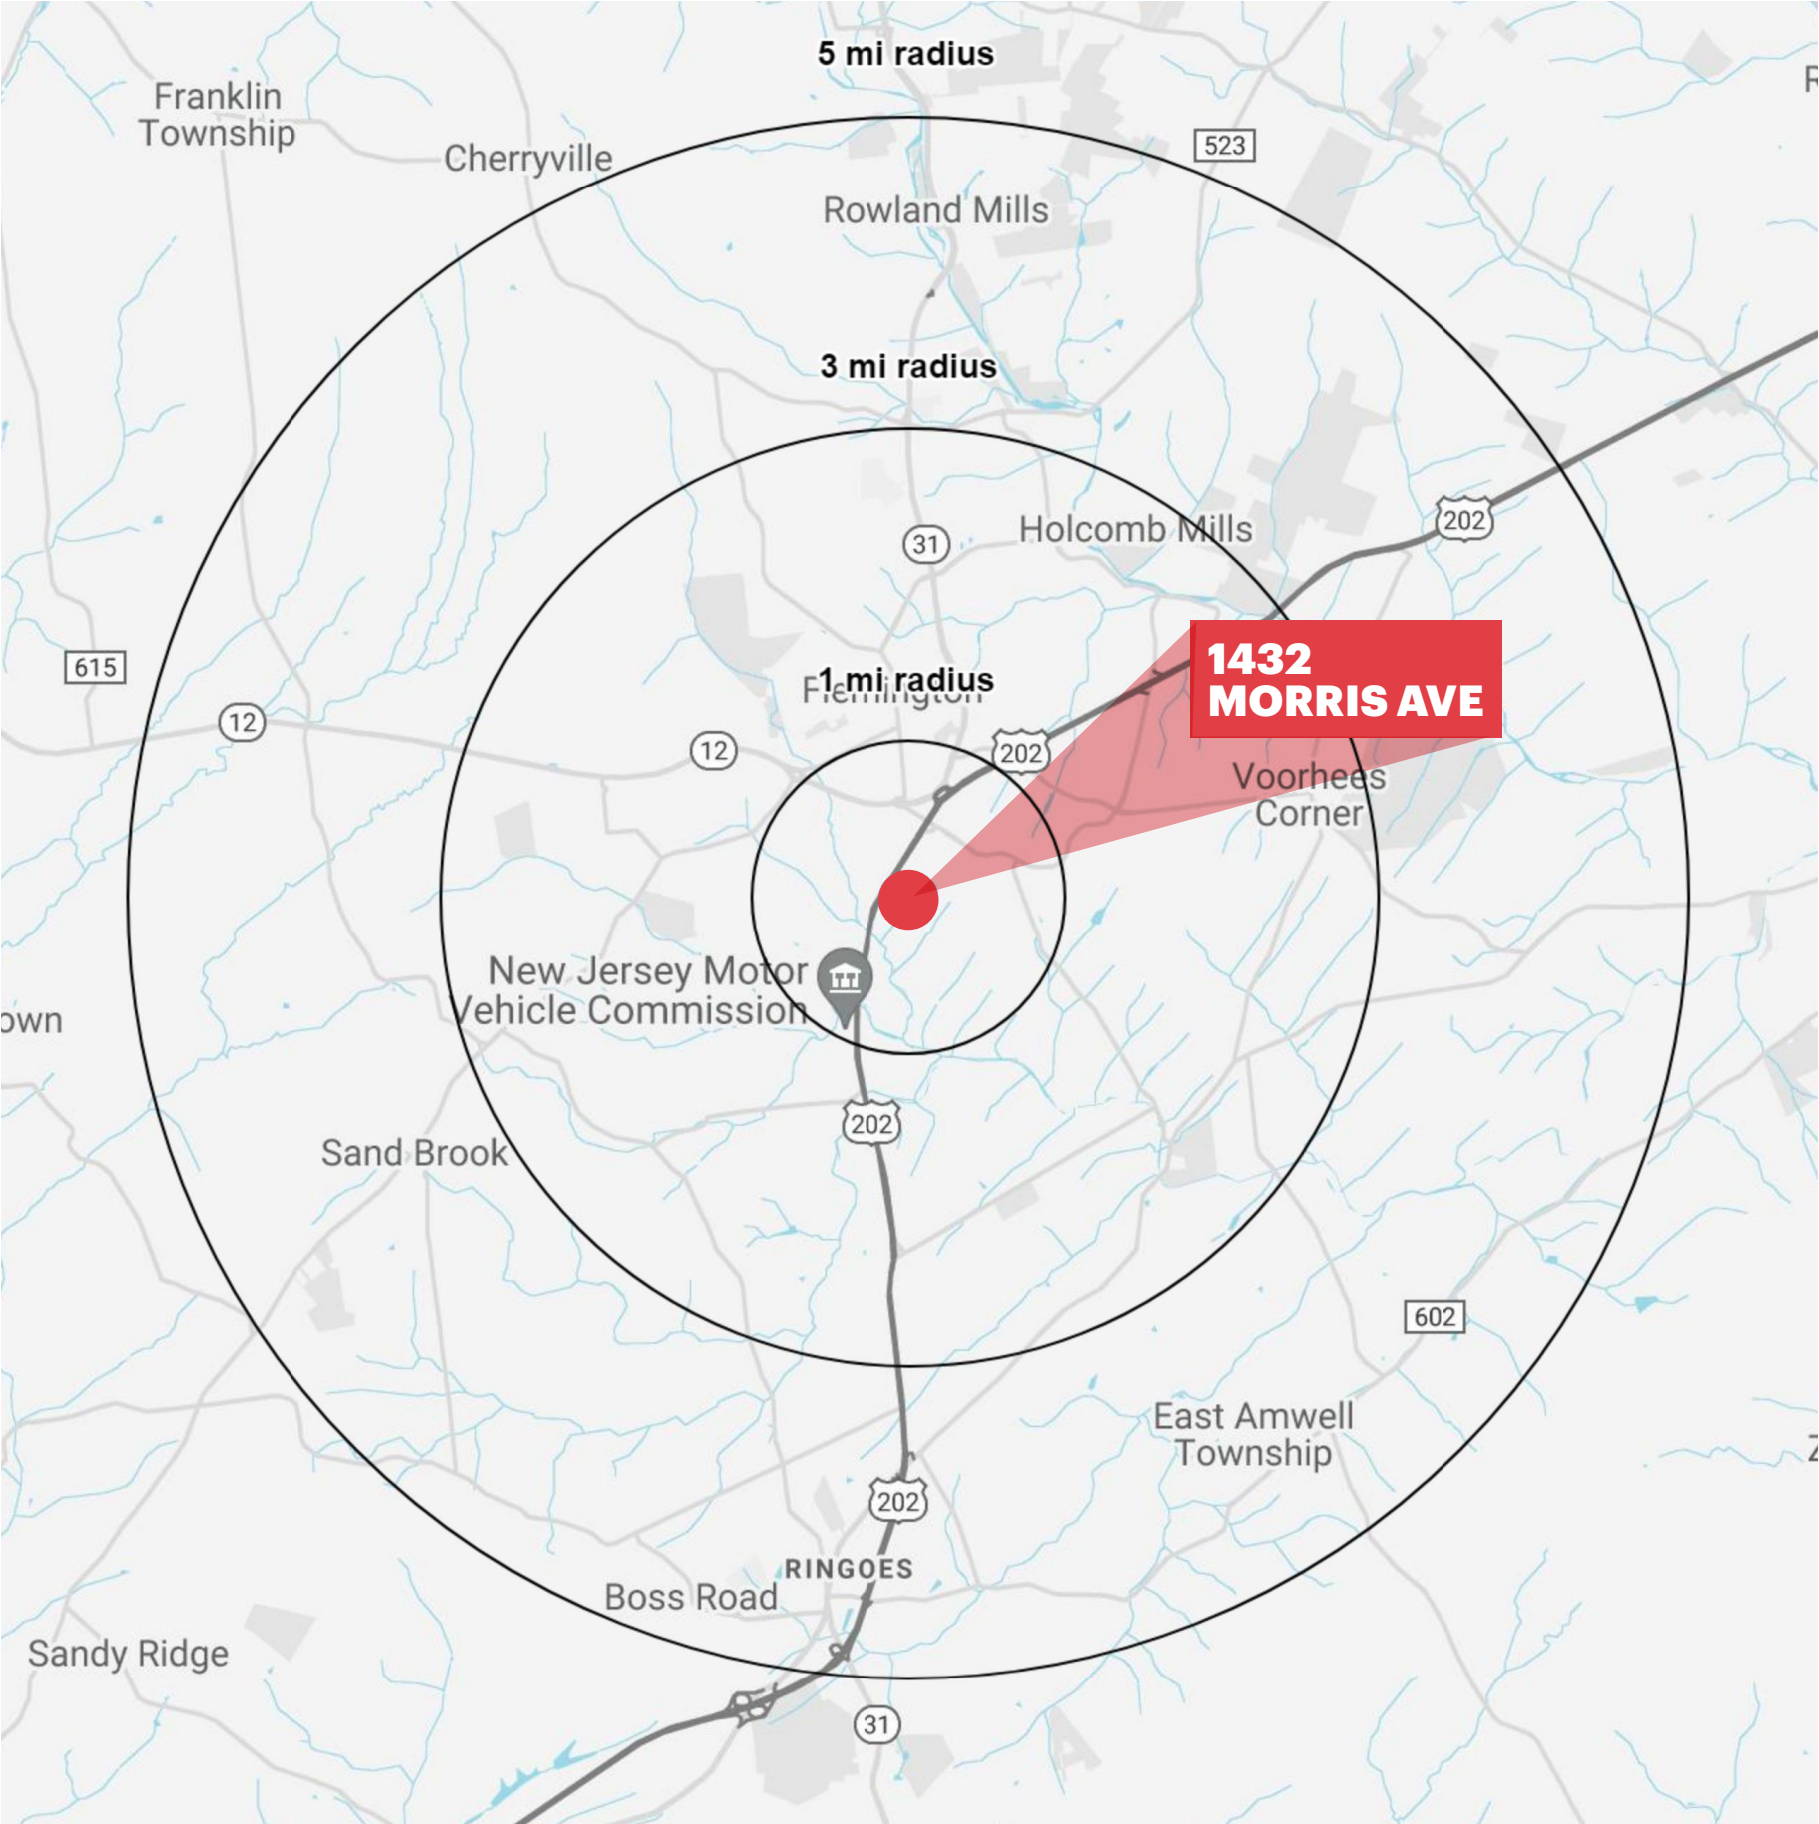 5 mi radius
Franklin
Township
523
Cherryville
Rowland Mills
3 mi radius
202
Holcomb Mills
31
1432
MORRIS AVE
615
1 mi radius
Flemington
12
12
202
Voorhees
Corner
New Jersey Motor
Vehicle Commission
own
202
Sand Brook
602
East Amwell
Township
Z
202
RINGOES
Boss Road
Sandy Ridge
31